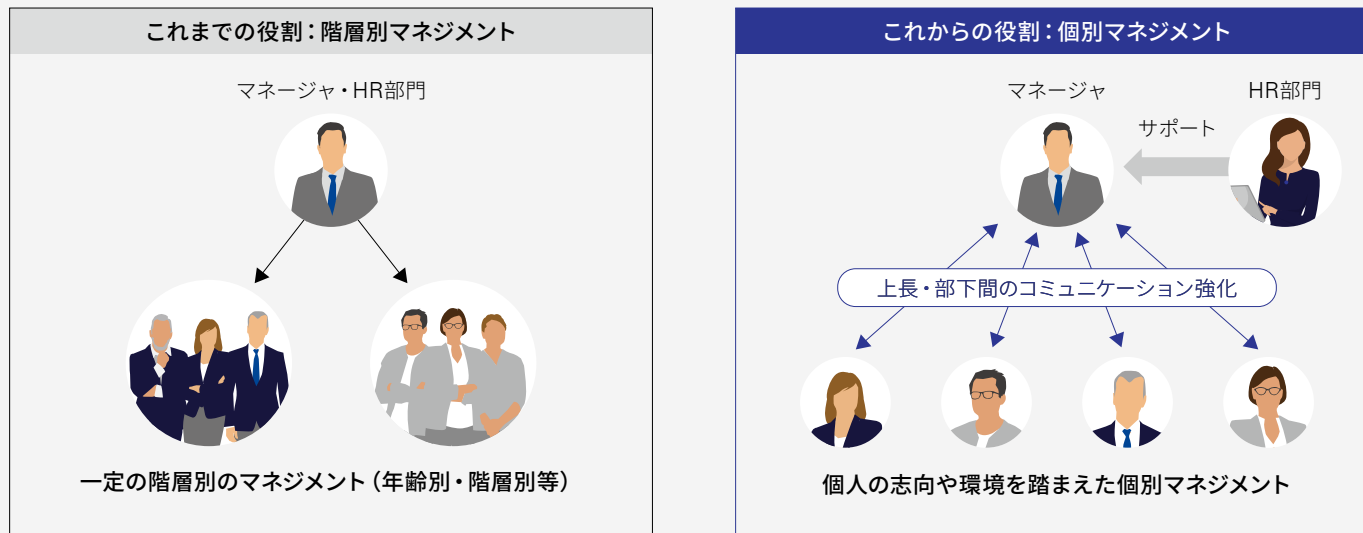 これまでの役割：階層別マネジメント
マネージャ・HR部門
一定の階層別のマネジメント（年齢別・階層別等）
これからの役割：個別マネジメント
マネージャ
HR部門
サポート
上長・部下間のコミュニケーション強化
個人の志向や環境を踏まえた個別マネジメント